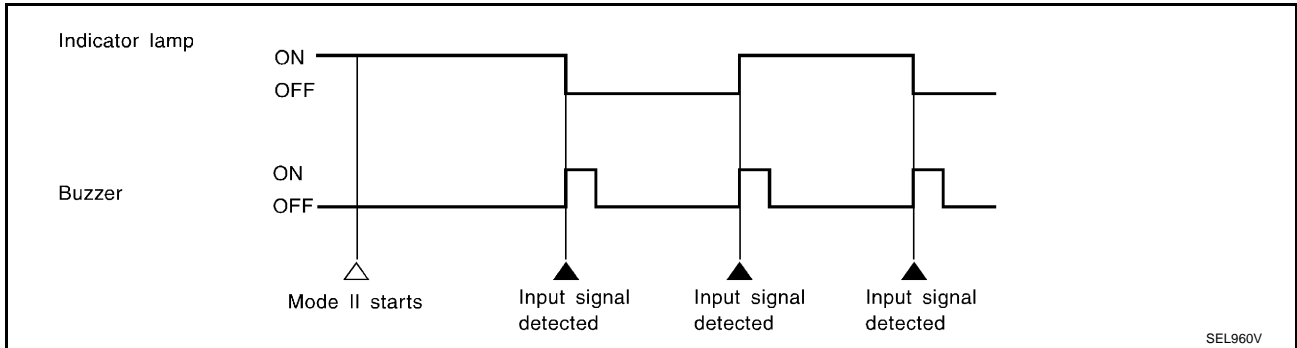 Indicator lamp
ON
OFF
Buzzer
ON
OFF
Mode II starts
Input signal
detected
Input signal
detected
Input signal
detected
SEL960V